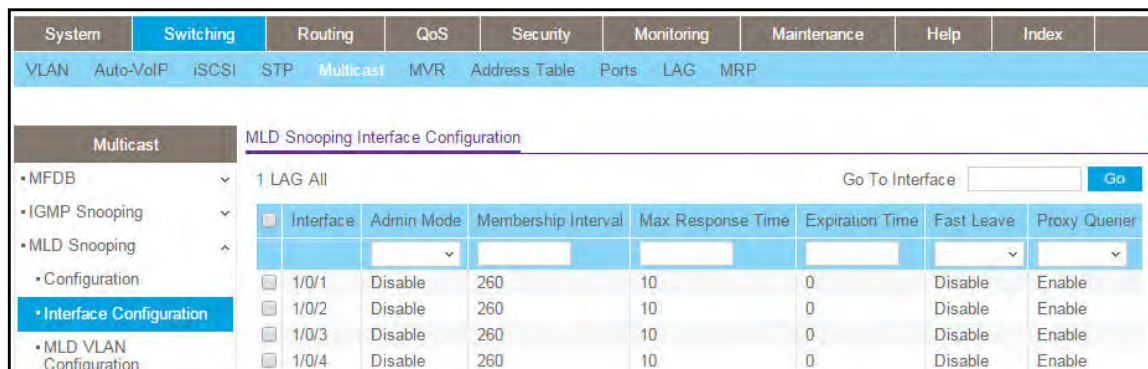 System Switching Routing QoS Security Monitoring Maintenance Help Index
VLAN Auto-VoIP iSCSI STP Multicast MVR Address Table Ports LAG MRP
Multicast
MFDB
IGMP Snooping
MLD Snooping
Configuration
Interface Configuration
MLD VLAN
Configuration
MLD Snooping Interface Configuration
1 LAG All Go To Interface Go
Interface Admin Mode Membership Interval Max Response Time Expiration Time Fast Leave Proxy Querier
1/0/1 Disable 260 10 0 Disable Enable
1/0/2 Disable 260 10 0 Disable Enable
1/0/3 Disable 260 10 0 Disable Enable
1/0/4 Disable 260 10 0 Disable Enable